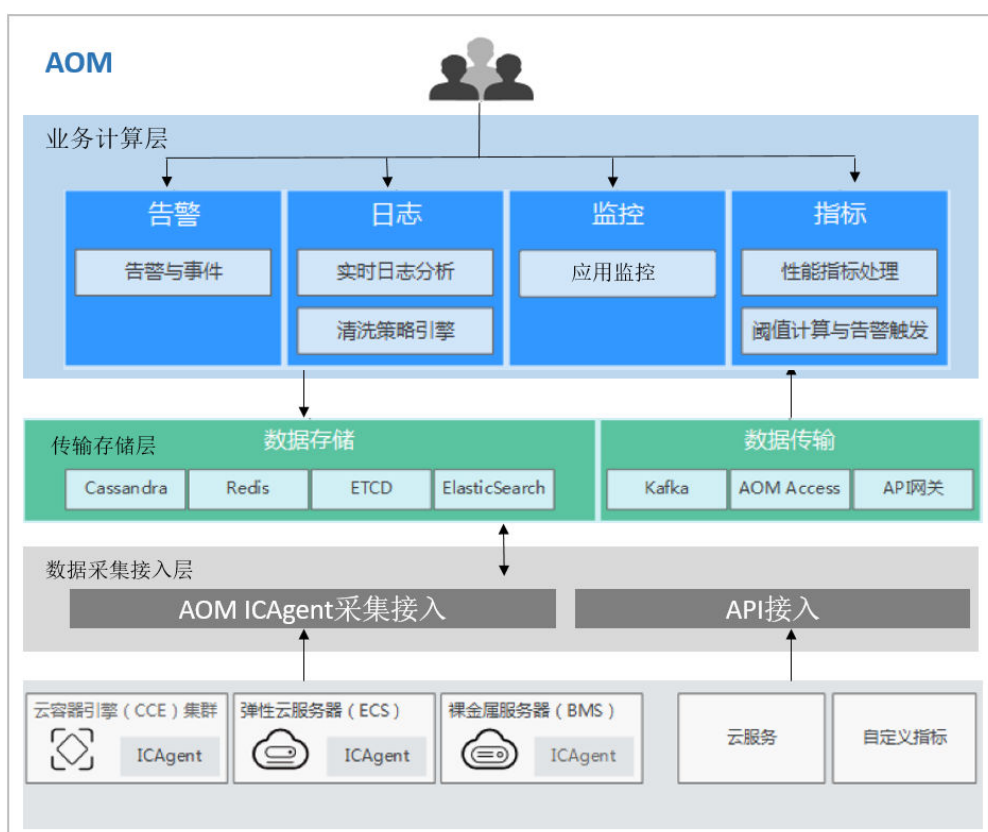 AOM
业务计算层
告警
日志
监控
指标
告警与事件
实时日志分析
应用监控
性能指标处理
清洗策略引擎
阈值计算与告警触发
传输存储层
数据存储
数据传输
Cassandra
Redis
ETCD
ElasticSearch
Kafka
AOM Access
API网关
数据采集接入层
AOM ICAgent采集接入
API接入
云容器引擎（CCE）集群
弹性云服务器（ECS）
裸金属服务器（BMS）
云服务
自定义指标
ICAgent
ICAgent
ICAgent